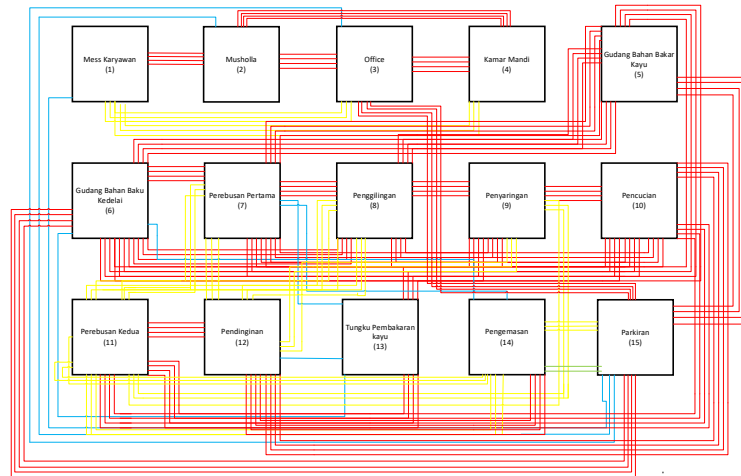 Mess Karyawan
(1)
Musholla
(2)
Office
(3)
Kamar Mandi
(4)
Gudang Bahan Bakar
Kayu
(5)
Gudang Bahan Baku
Kedelai
(6)
Perebusan Pertama
(7)
Penggilingan
(8)
Penyaringan
(9)
Pencucian
(10)
Perebusan Kedua
(11)
Pendinginan
(12)
Tungku Pembakaran
kayu
(13)
Pengemasan
(14)
Parkiran
(15)